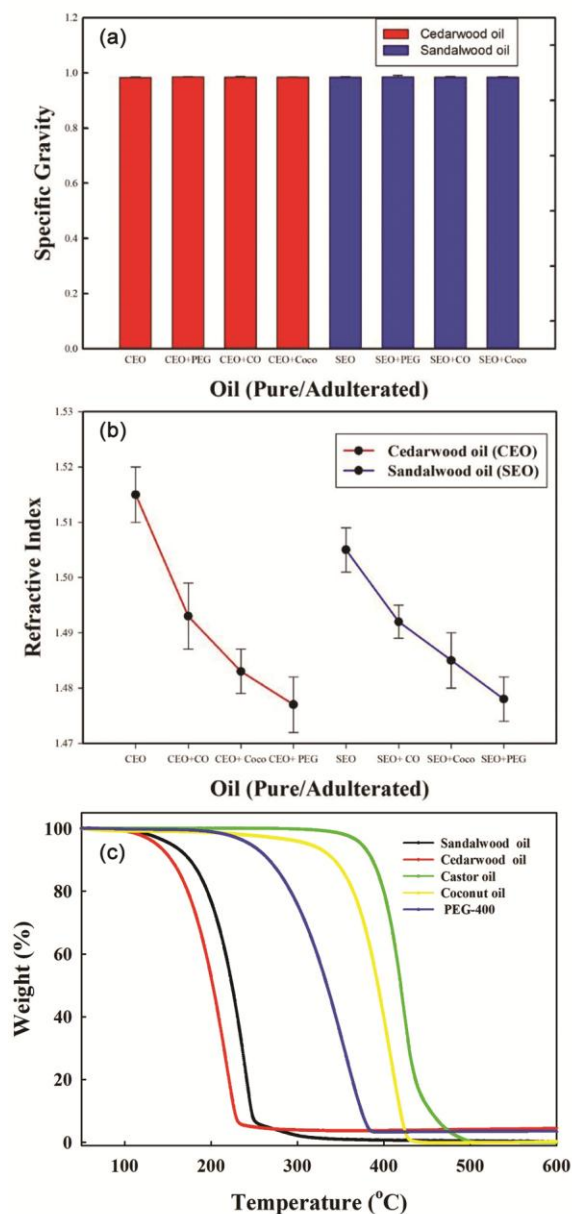 (a)
Cedarwood oil
Sandalwood oil
1.2
1.0
0.8
0.6
0.4
0.2
0.0
Specific Gravity
CEO CEO+PEG CEO+CO CEO+Coco SEO SEO+PEG SEO+CO SEO+Coco
Oil (Pure/Adulterated)
(b)
Cedarwood oil (CEO)
Sandalwood oil (SEO)
1.53
1.52
1.51
1.50
1.49
1.48
1.47
Refractive Index
CEO CEO+CO CEO+ Coco CEO+ PEG SEO SEO+ CO SEO+Coco SEO+PEG
Oil (Pure/Adulterated)
(c)
Sandalwood oil
Cedarwood oil
Castor oil
Coconut oil
PEG-400
100
80
60
40
20
0
Weight (%)
100 200 300 400 500 600
Temperature (°C)